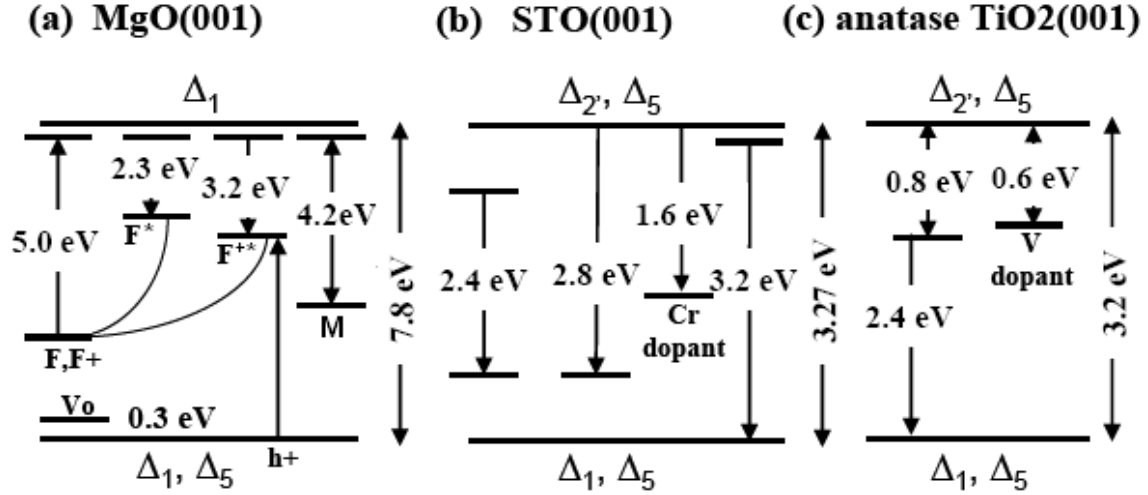 (a) MgO(001)
Δ1
2.3 eV
3.2 eV
4.2eV
5.0 eV
F*
F+*
M
F,F+
Vo
0.3 eV
h+
Δ1, Δ5
7.8 eV
(b) STO(001)
Δ2', Δ5
1.6 eV
2.4 eV
2.8 eV
3.2 eV
Cr
dopant
3.27 eV
(c) anatase TiO2(001)
Δ2', Δ5
0.8 eV
0.6 eV
V
dopant
2.4 eV
3.2 eV
Δ1, Δ5